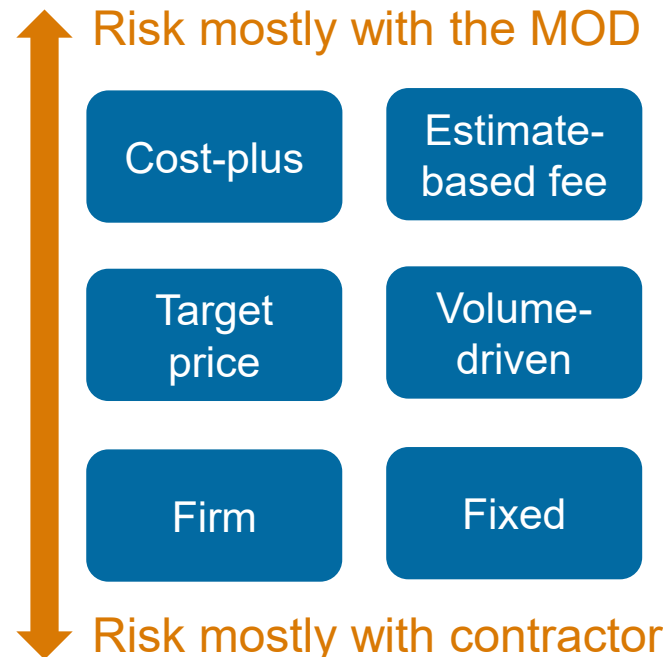 Risk mostly with the MOD
Cost-plus
Estimate-
based fee
Target
price
Volume-
driven
Firm
Fixed
Risk mostly with contractor